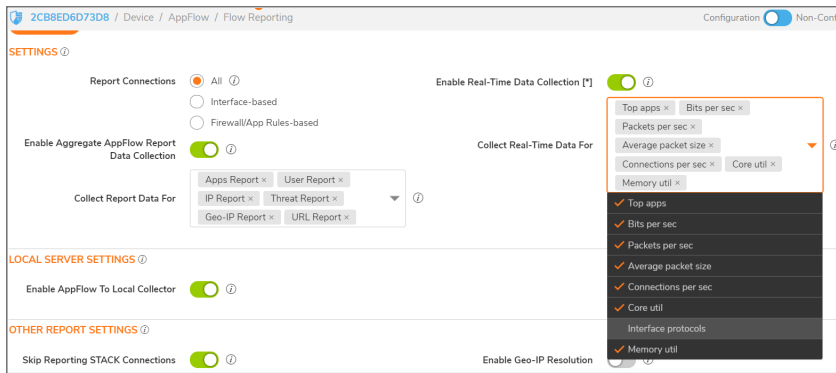 2CB8ED6D73D8 / Device / AppFlow / Flow Reporting
Configuration
SETTINGS
Report Connections
All
Interface-based
Firewall/App Rules-based
Enable Aggregate AppFlow Report
Data Collection
Collect Report Data For
Apps Report × User Report ×
IP Report × Threat Report ×
Geo-IP Report × URL Report ×
Enable Real-Time Data Collection [*]
Collect Real-Time Data For
Top apps × Bits per sec ×
Packets per sec ×
Average packet size ×
Connections per sec × Core util ×
Memory util ×
Top apps
Bits per sec
Packets per sec
Average packet size
Connections per sec
Core util
Interface protocols
Memory util
LOCAL SERVER SETTINGS
Enable AppFlow To Local Collector
OTHER REPORT SETTINGS
Skip Reporting STACK Connections
Enable Geo-IP Resolution